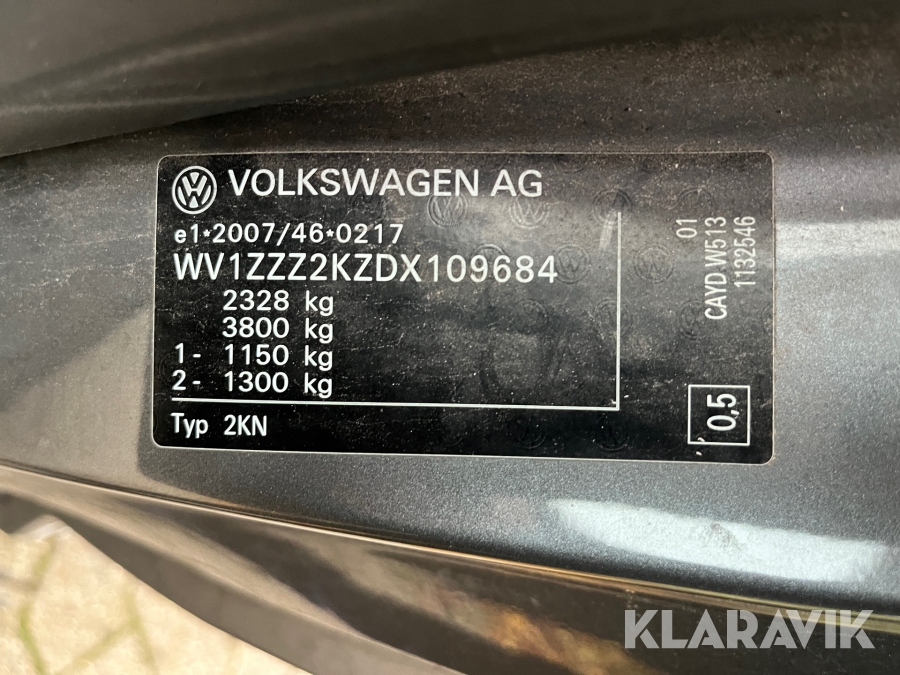 VOLKSWAGEN AG
e1*2007/46*0217
WV1ZZZ2KZDX109684
2328 kg
3800 kg
1- 1150 kg
2- 1300 kg
Typ 2KN
01
CAYD W513
1132546
0,5
KLARAVIK